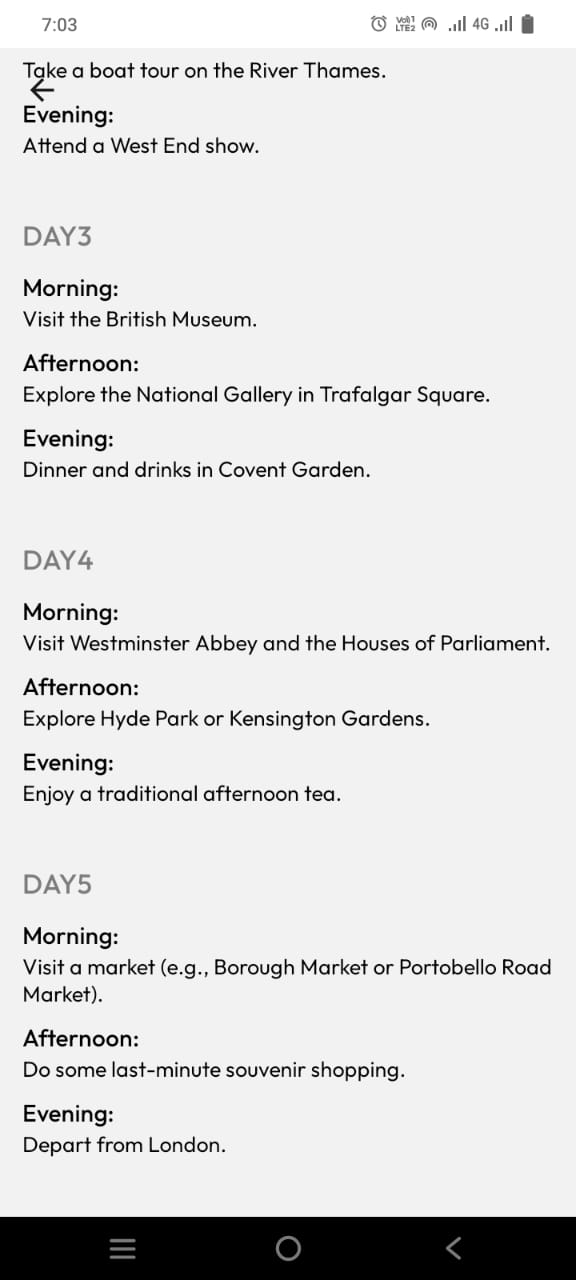 7:03
Vo)) 1
LTE2
4G
Take a boat tour on the River Thames.
Evening:
Attend a West End show.
DAY3
Morning:
Visit the British Museum.
Afternoon:
Explore the National Gallery in Trafalgar Square.
Evening:
Dinner and drinks in Covent Garden.
DAY4
Morning:
Visit Westminster Abbey and the Houses of Parliament.
Afternoon:
Explore Hyde Park or Kensington Gardens.
Evening:
Enjoy a traditional afternoon tea.
DAY5
Morning:
Visit a market (e.g., Borough Market or Portobello Road
Market).
Afternoon:
Do some last-minute souvenir shopping.
Evening:
Depart from London.